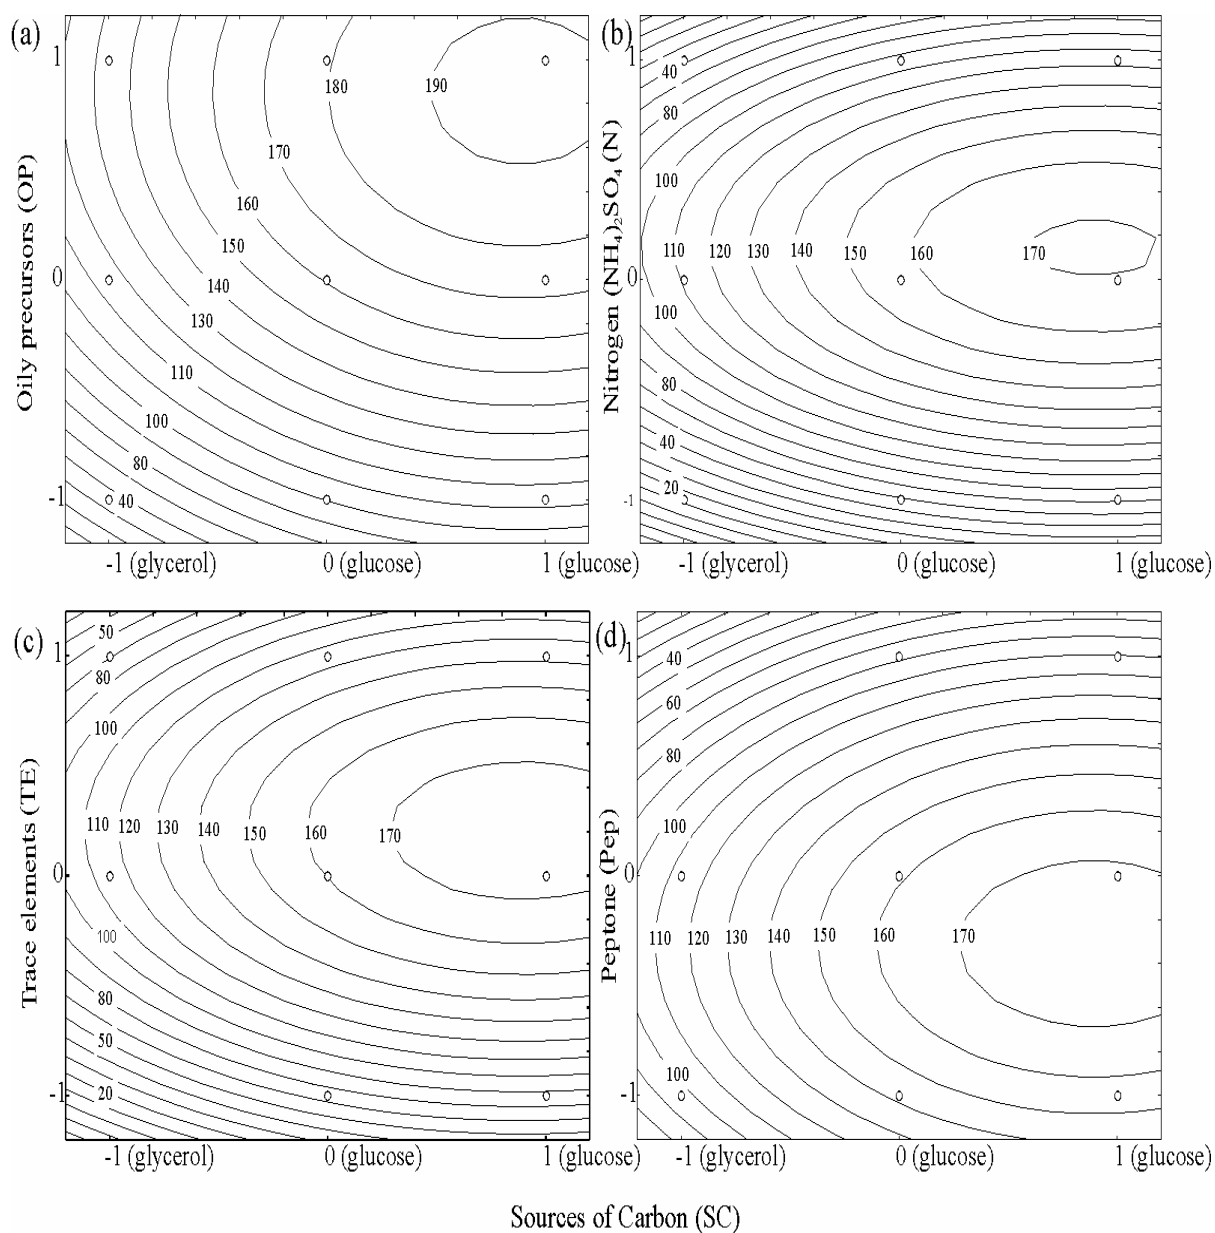 (a)
Oily precursors (OP)
1
0
-1
190
180
170
160
150
140
130
110
100
80
40
-1 (glycerol) 0 (glucose) 1 (glucose)
(b)
Nitrogen (NH₄)₂SO₄ (N)
1
0
-1
40
80
100
110 120 130 140 150 160 170
100
80
40
20
-1 (glycerol) 0 (glucose) 1 (glucose)
(c)
Trace elements (TE)
1
0
-1
50
80
100
110 120 130 140 150 160 170
100
80
50
20
-1 (glycerol) 0 (glucose) 1 (glucose)
(d)
Peptone (Pep)
1
0
-1
40
60
80
100
110 120 130 140 150 160 170
100
-1 (glycerol) 0 (glucose) 1 (glucose)
Sources of Carbon (SC)